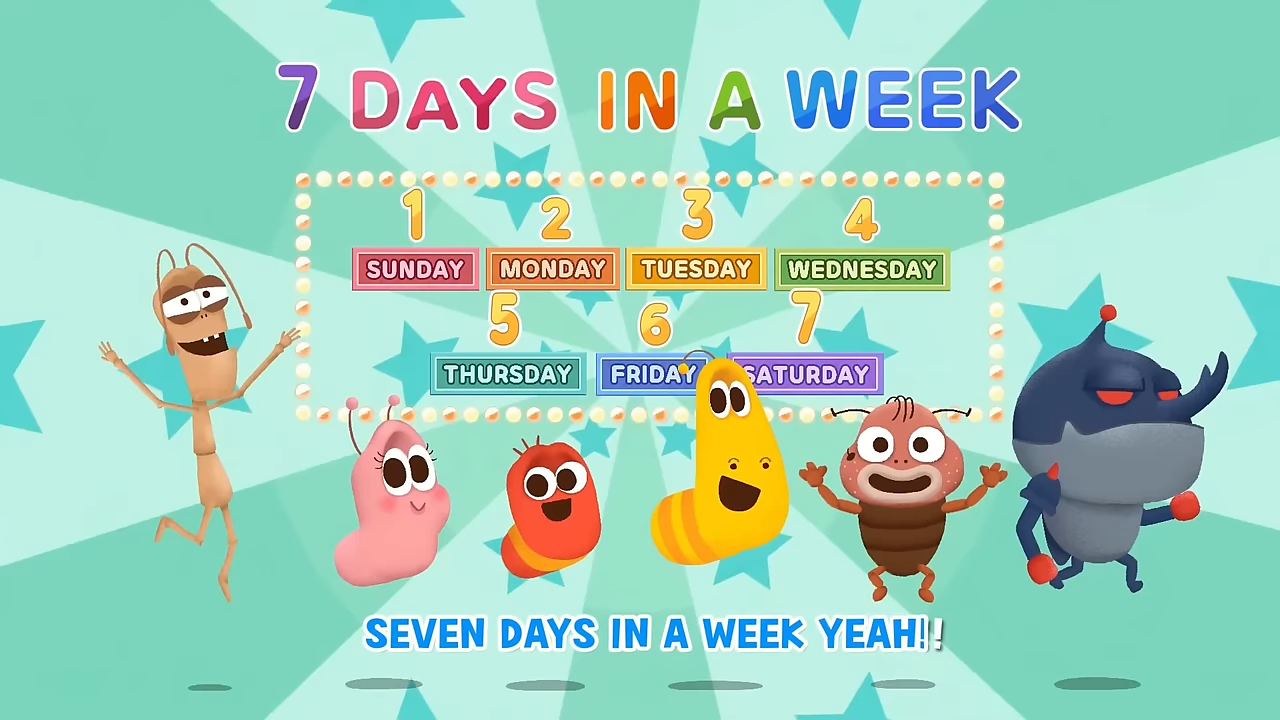 7 DAYS IN A WEEK
1 2 3 4
SUNDAY MONDAY TUESDAY WEDNESDAY
5 6 7
THURSDAY FRIDAY SATURDAY
SEVEN DAYS IN A WEEK YEAH!!